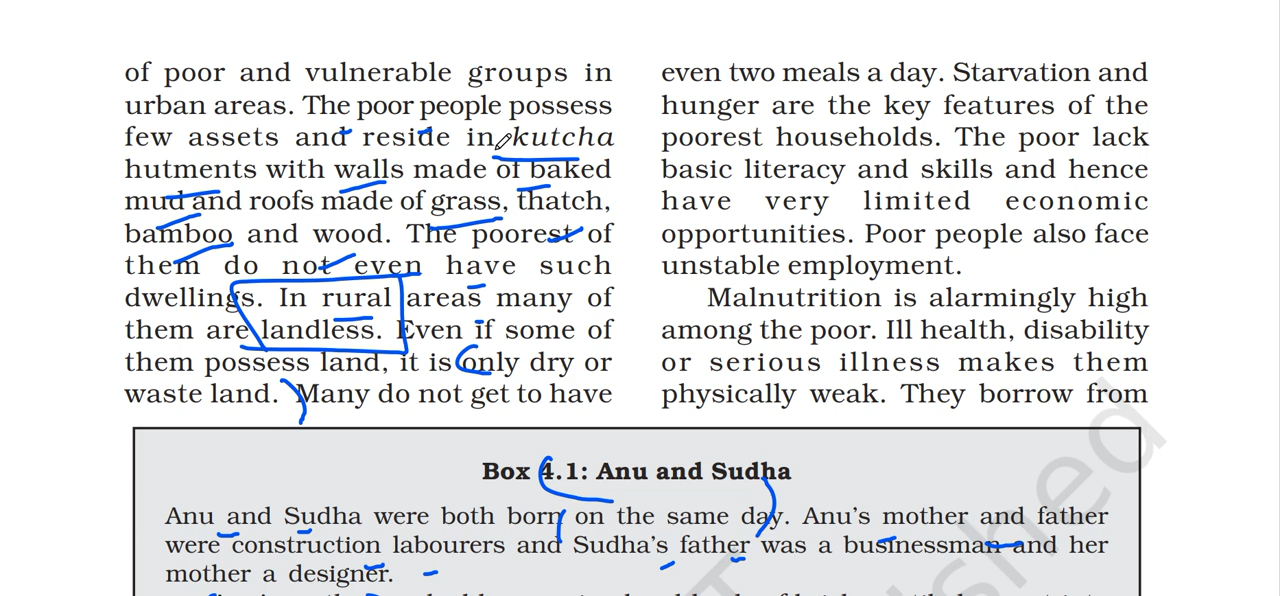 of poor and vulnerable groups in
urban areas. The poor people possess
few assets and reside in kutcha
hutments with walls made of baked
mud and roofs made of grass, thatch,
bamboo and wood. The poorest of
them do not even have such
dwellings. In rural areas many of
them are landless. Even if some of
them possess land, it is only dry or
waste land. Many do not get to have
even two meals a day. Starvation and
hunger are the key features of the
poorest households. The poor lack
basic literacy and skills and hence
have very limited economic
opportunities. Poor people also face
unstable employment.
Malnutrition is alarmingly high
among the poor. Ill health, disability
or serious illness makes them
physically weak. They borrow from
Box 4.1: Anu and Sudha
Anu and Sudha were both born on the same day. Anu's mother and father
were construction labourers and Sudha's father was a businessman and her
mother a designer.